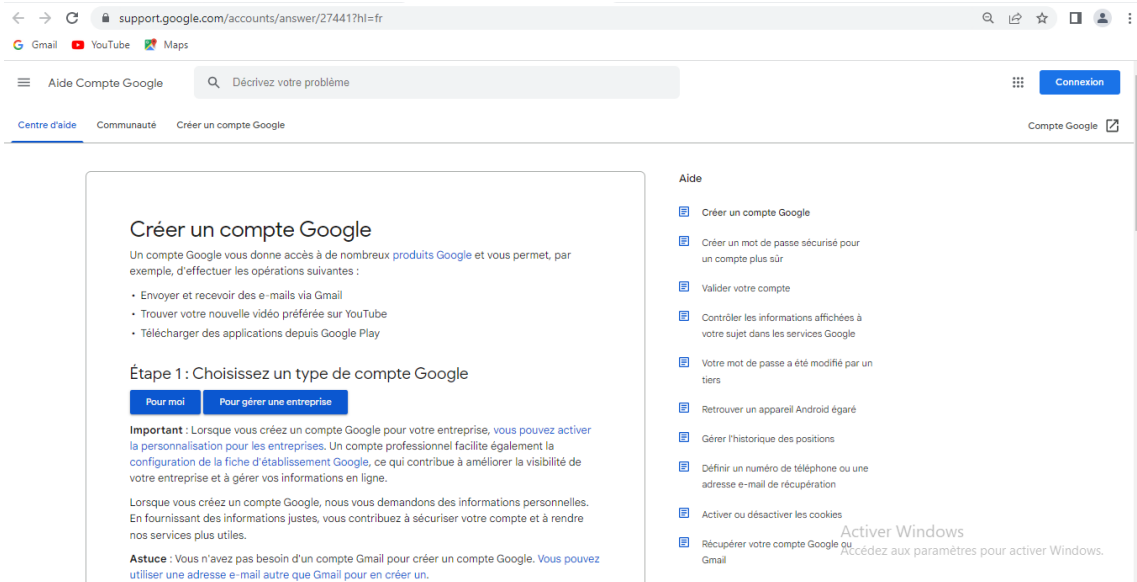 support.google.com/accounts/answer/27441?hl=fr
Gmail YouTube Maps
Aide Compte Google
Décrivez votre problème
Connexion
Centre d'aide Communauté Créer un compte Google
Compte Google
Créer un compte Google
Un compte Google vous donne accès à de nombreux produits Google et vous permet, par
exemple, d'effectuer les opérations suivantes :
• Envoyer et recevoir des e-mails via Gmail
• Trouver votre nouvelle vidéo préférée sur YouTube
• Télécharger des applications depuis Google Play
Étape 1 : Choisissez un type de compte Google
Pour moi Pour gérer une entreprise
Important : Lorsque vous créez un compte Google pour votre entreprise, vous pouvez activer
la personnalisation pour les entreprises. Un compte professionnel facilite également la
configuration de la fiche d'établissement Google, ce qui contribue à améliorer la visibilité de
votre entreprise et à gérer vos informations en ligne.
Lorsque vous créez un compte Google, nous vous demandons des informations personnelles.
En fournissant des informations justes, vous contribuez à sécuriser votre compte et à rendre
nos services plus utiles.
Astuce : Vous n'avez pas besoin d'un compte Gmail pour créer un compte Google. Vous pouvez
utiliser une adresse e-mail autre que Gmail pour en créer un.
Aide
Créer un compte Google
Créer un mot de passe sécurisé pour
un compte plus sûr
Valider votre compte
Contrôler les informations affichées à
votre sujet dans les services Google
Votre mot de passe a été modifié par un
tiers
Retrouver un appareil Android égaré
Gérer l'historique des positions
Définir un numéro de téléphone ou une
adresse e-mail de récupération
Activer ou désactiver les cookies
Récupérer votre compte Google ou
Gmail
Activer Windows
Accédez aux paramètres pour activer Windows.